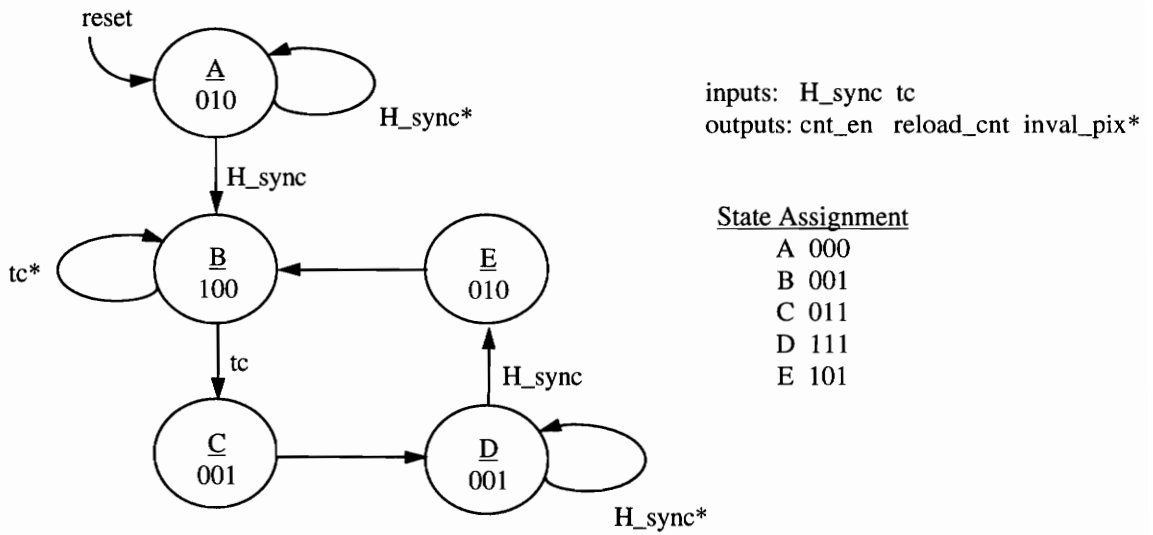 reset
A
010
H_sync*
inputs: H_sync tc
outputs: cnt_en reload_cnt inval_pix*
H_sync
State Assignment
A 000
B 001
C 011
D 111
E 101
tc*
B
100
E
010
tc
H_sync
C
001
D
001
H_sync*